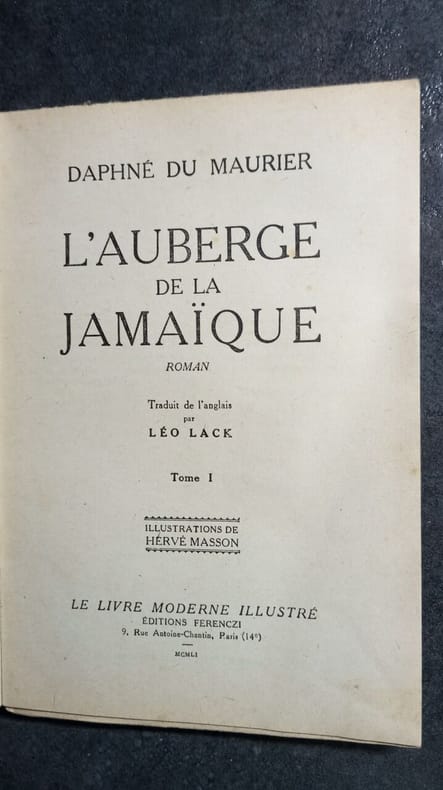 DAPHNÉ DU MAURIER
L'AUBERGE
DE LA
JAMAÏQUE
ROMAN
Traduit de l'anglais
par
LÉO LACK
Tome I
ILLUSTRATIONS DE
HERVÉ MASSON
LE LIVRE MODERNE ILLUSTRÉ
ÉDITIONS FERENCZI
9, Rue Antoine-Chantin, Paris (14e)
MCMLI